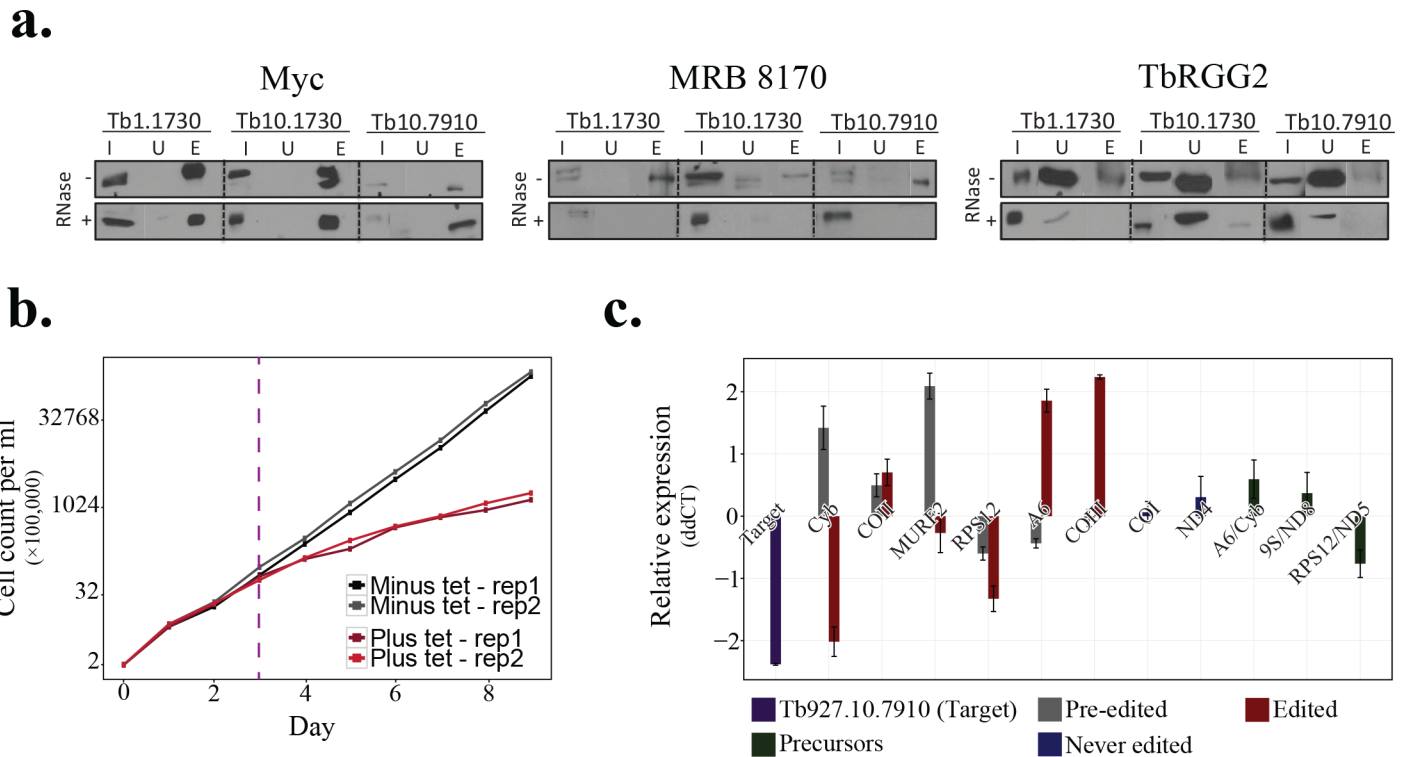 a.
Myc MRB 8170 TbRGG2
Tb1.1730 Tb10.1730 Tb10.7910 Tb1.1730 Tb10.1730 Tb10.7910 Tb1.1730 Tb10.1730 Tb10.7910
I U E I U E I U E I U E I U E I U E I U E I U E I U E
RNase - + RNase - + RNase - +
b. c.
Cell count per ml
(×100,000)
32768
1024
32
2
0 2 4 6 8
Day
Minus tet - rep1
Minus tet - rep2
Plus tet - rep1
Plus tet - rep2
Relative expression
(ddCT)
2
1
0
−1
−2
Target Cyb COII MURF2 RPS12 A6 COIII COI ND4 A6/Cyb 9S/ND8 RPS12/ND5
Tb927.10.7910 (Target) Pre-edited Edited
Precursors Never edited